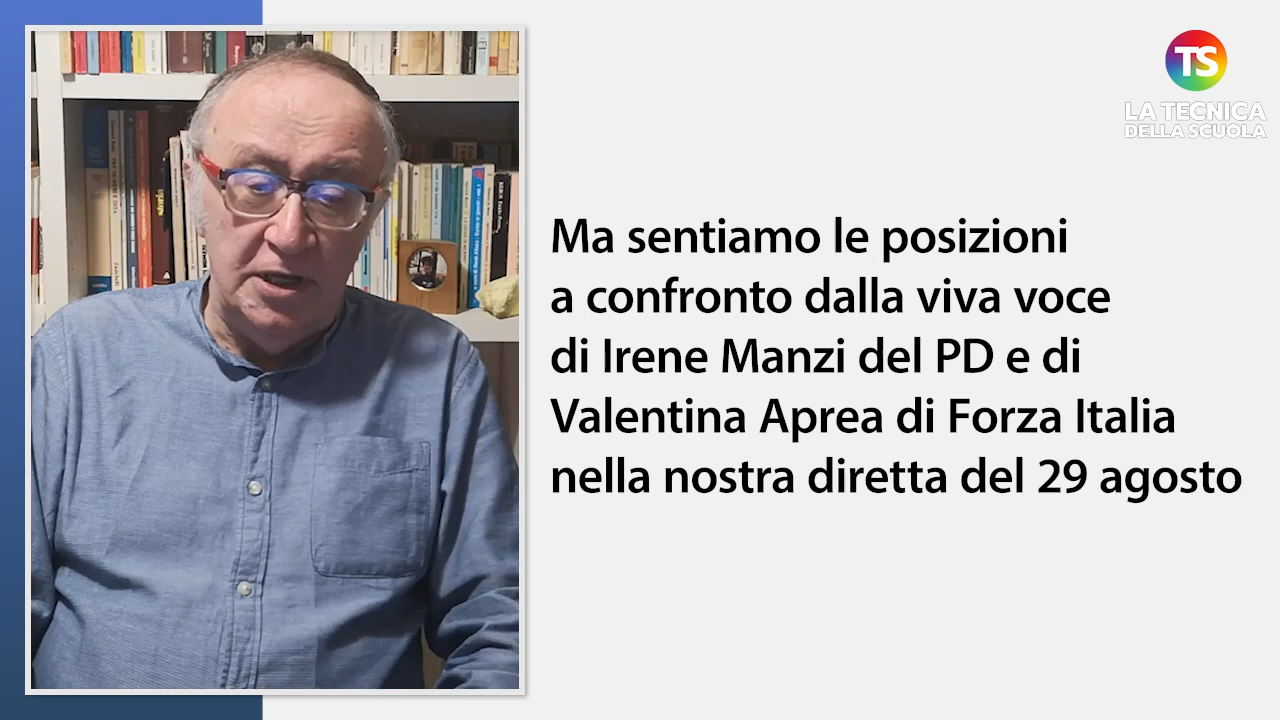 TS
LA TECNICA
DELLA SCUOLA
Ma sentiamo le posizioni
a confronto dalla viva voce
di Irene Manzi del PD e di
Valentina Aprea di Forza Italia
nella nostra diretta del 29 agosto
storia